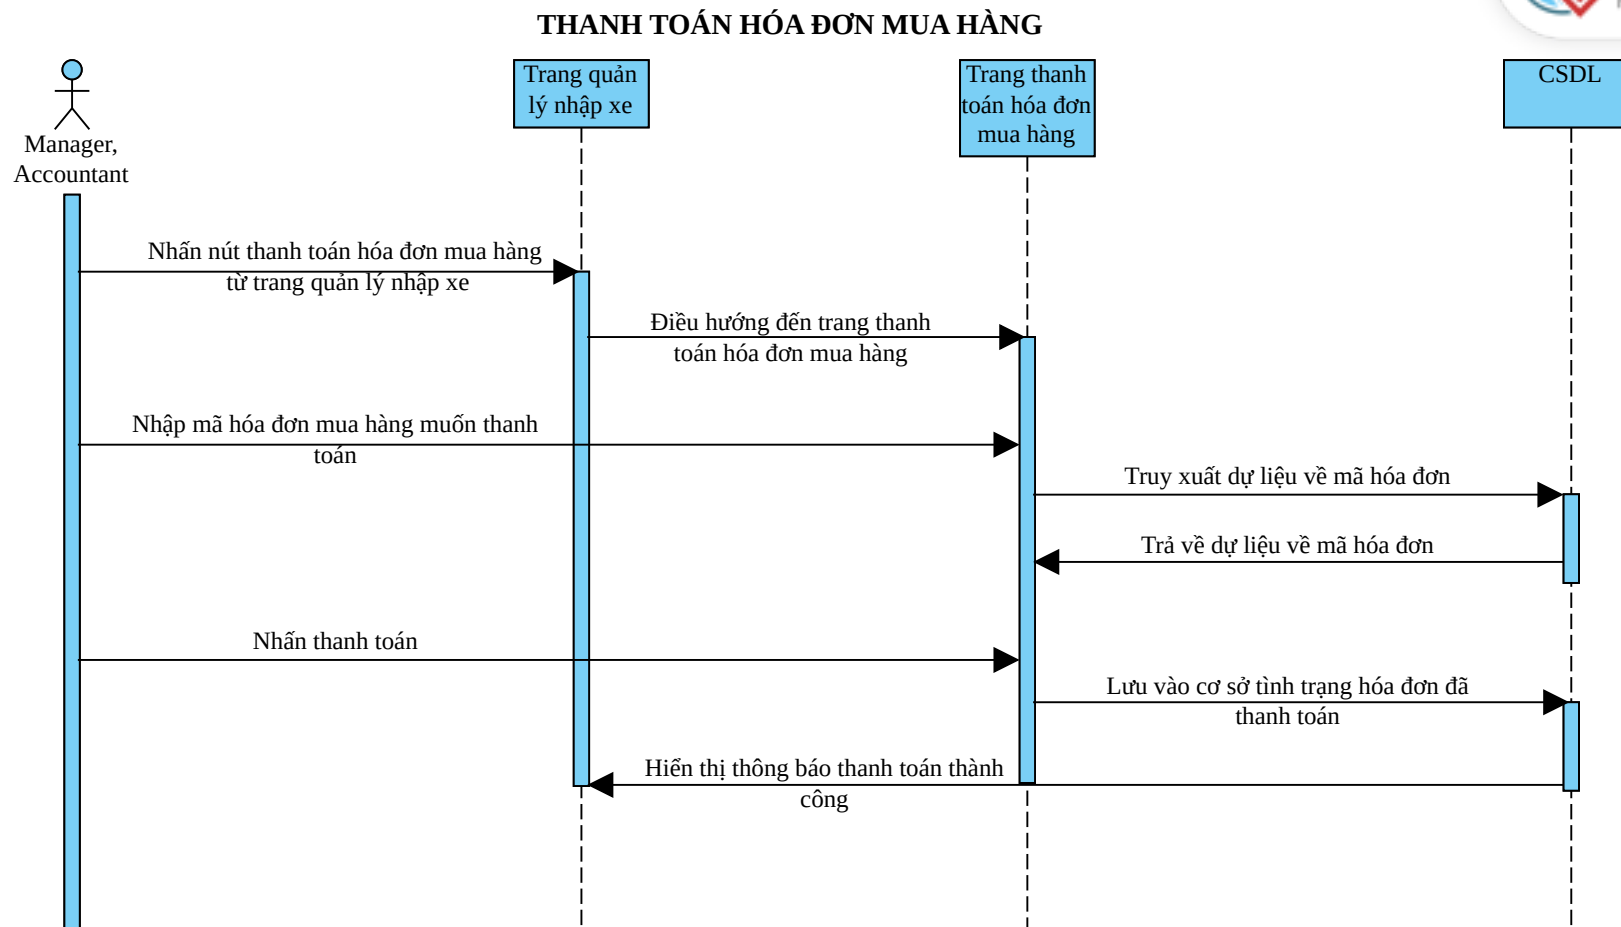 THANH TOÁN HÓA ĐƠN MUA HÀNG
Manager,
Accountant
Trang quản
lý nhập xe
Trang thanh
toán hóa đơn
mua hàng
CSDL
Nhấn nút thanh toán hóa đơn mua hàng
từ trang quản lý nhập xe
Điều hướng đến trang thanh
toán hóa đơn mua hàng
Nhập mã hóa đơn mua hàng muốn thanh
toán
Truy xuất dự liệu về mã hóa đơn
Trả về dự liệu về mã hóa đơn
Nhấn thanh toán
Lưu vào cơ sở tình trạng hóa đơn đã
thanh toán
Hiển thị thông báo thanh toán thành
công